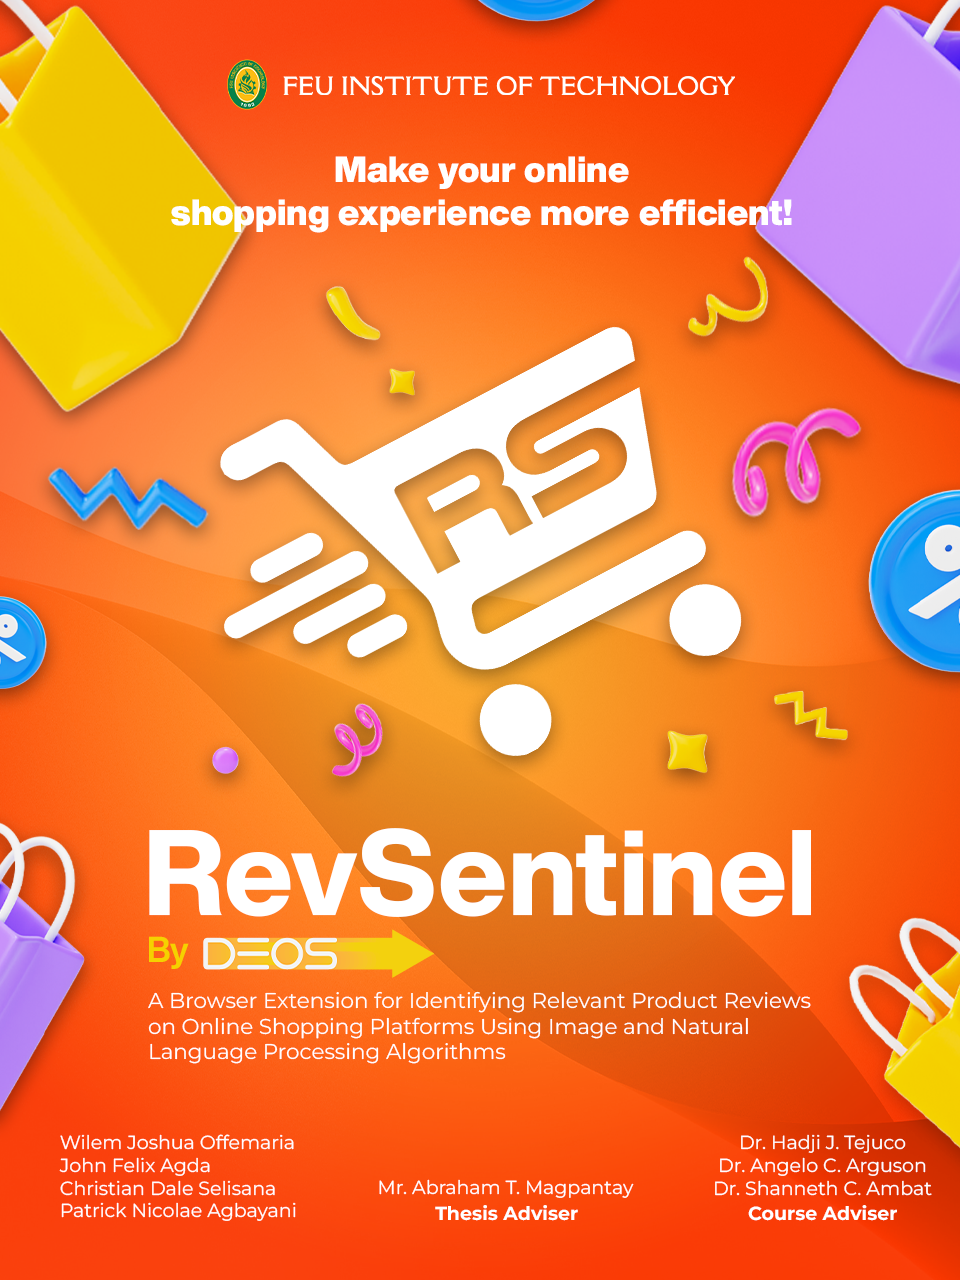 FEU INSTITUTE OF TECHNOLOGY
Make your online
shopping experience more efficient!
RS
RevSentinel
By DEOS
A Browser Extension for Identifying Relevant Product Reviews
on Online Shopping Platforms Using Image and Natural
Language Processing Algorithms
Wilem Joshua Offemaria
John Felix Agda
Christian Dale Selisana
Patrick Nicolae Agbayani
Mr. Abraham T. Magpantay
Thesis Adviser
Dr. Hadji J. Tejuco
Dr. Angelo C. Arguson
Dr. Shanneth C. Ambat
Course Adviser
%
%
1992